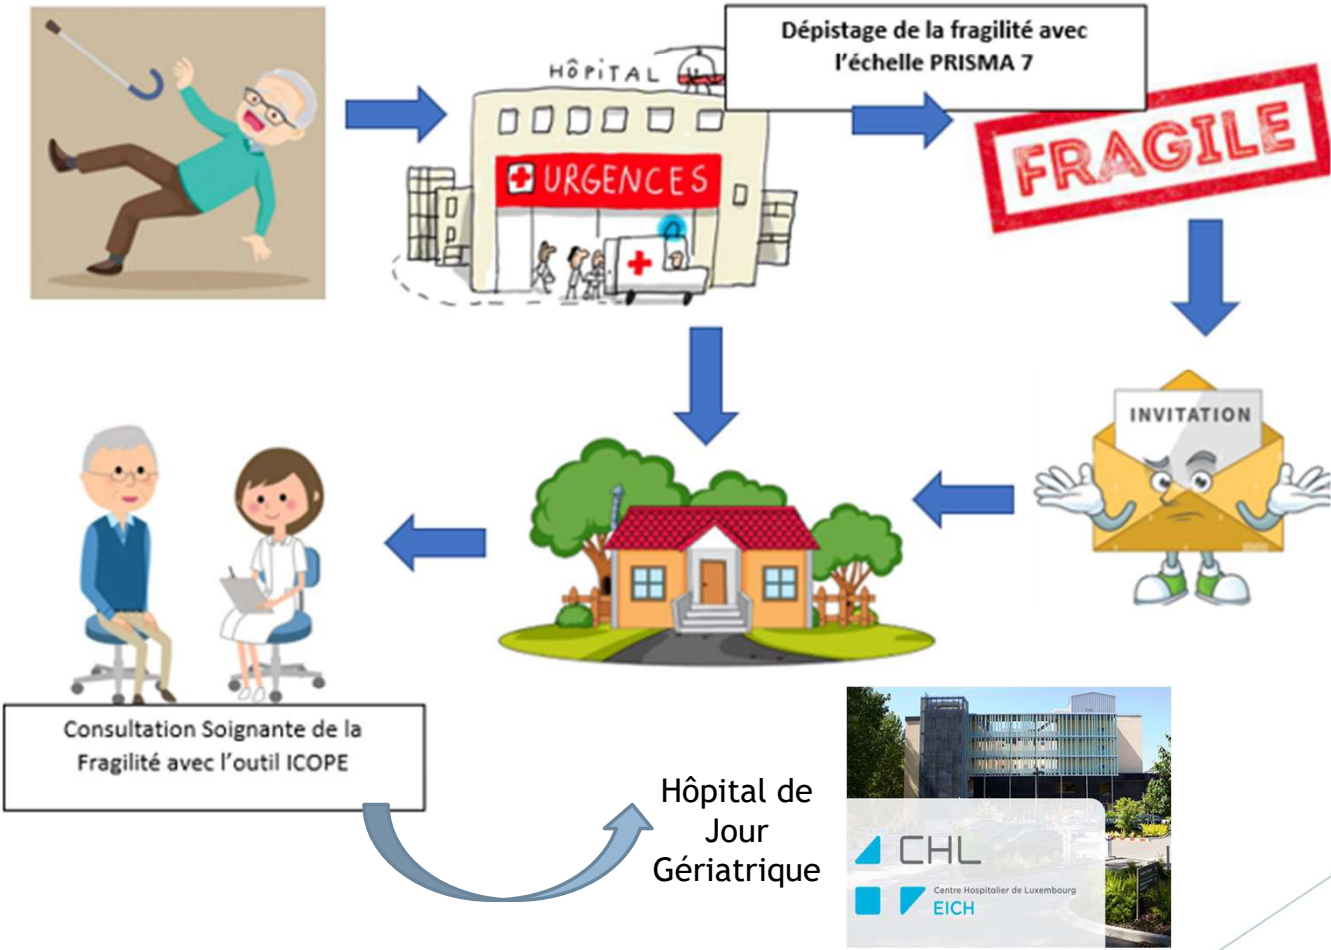 Dépistage de la fragilité avec
l'échelle PRISMA 7
HÔPITAL
URGENCES
FRAGILE
INVITATION
Consultation Soignante de la
Fragilité avec l'outil ICOPE
Hôpital de
Jour
Gériatrique
CHL
Centre Hospitalier de Luxembourg
EICH